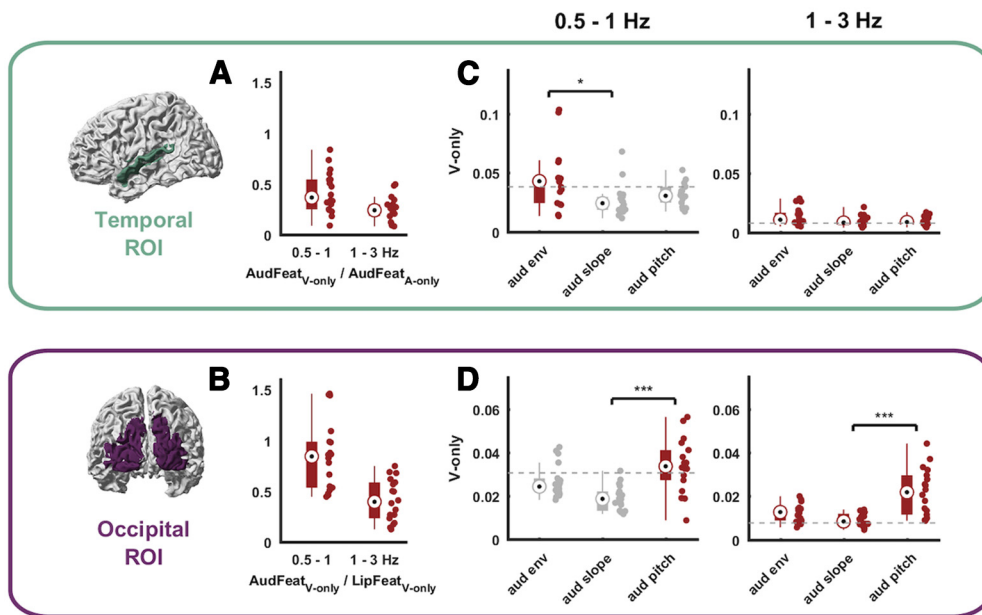 0.5 - 1 Hz
1 - 3 Hz
A
C
Temporal
ROI
1.5
1
0.5
0
0.5 - 1
1 - 3 Hz
AudFeatV-only / AudFeatA-only
V-only
0.1
0.05
0
*
aud env
aud slope
aud pitch
0.1
0.05
0
aud env
aud slope
aud pitch
B
D
Occipital
ROI
1.5
1
0.5
0
0.5 - 1
1 - 3 Hz
AudFeatV-only / LipFeatV-only
V-only
0.06
0.04
0.02
0
***
aud env
aud slope
aud pitch
0.06
0.04
0.02
0
***
aud env
aud slope
aud pitch